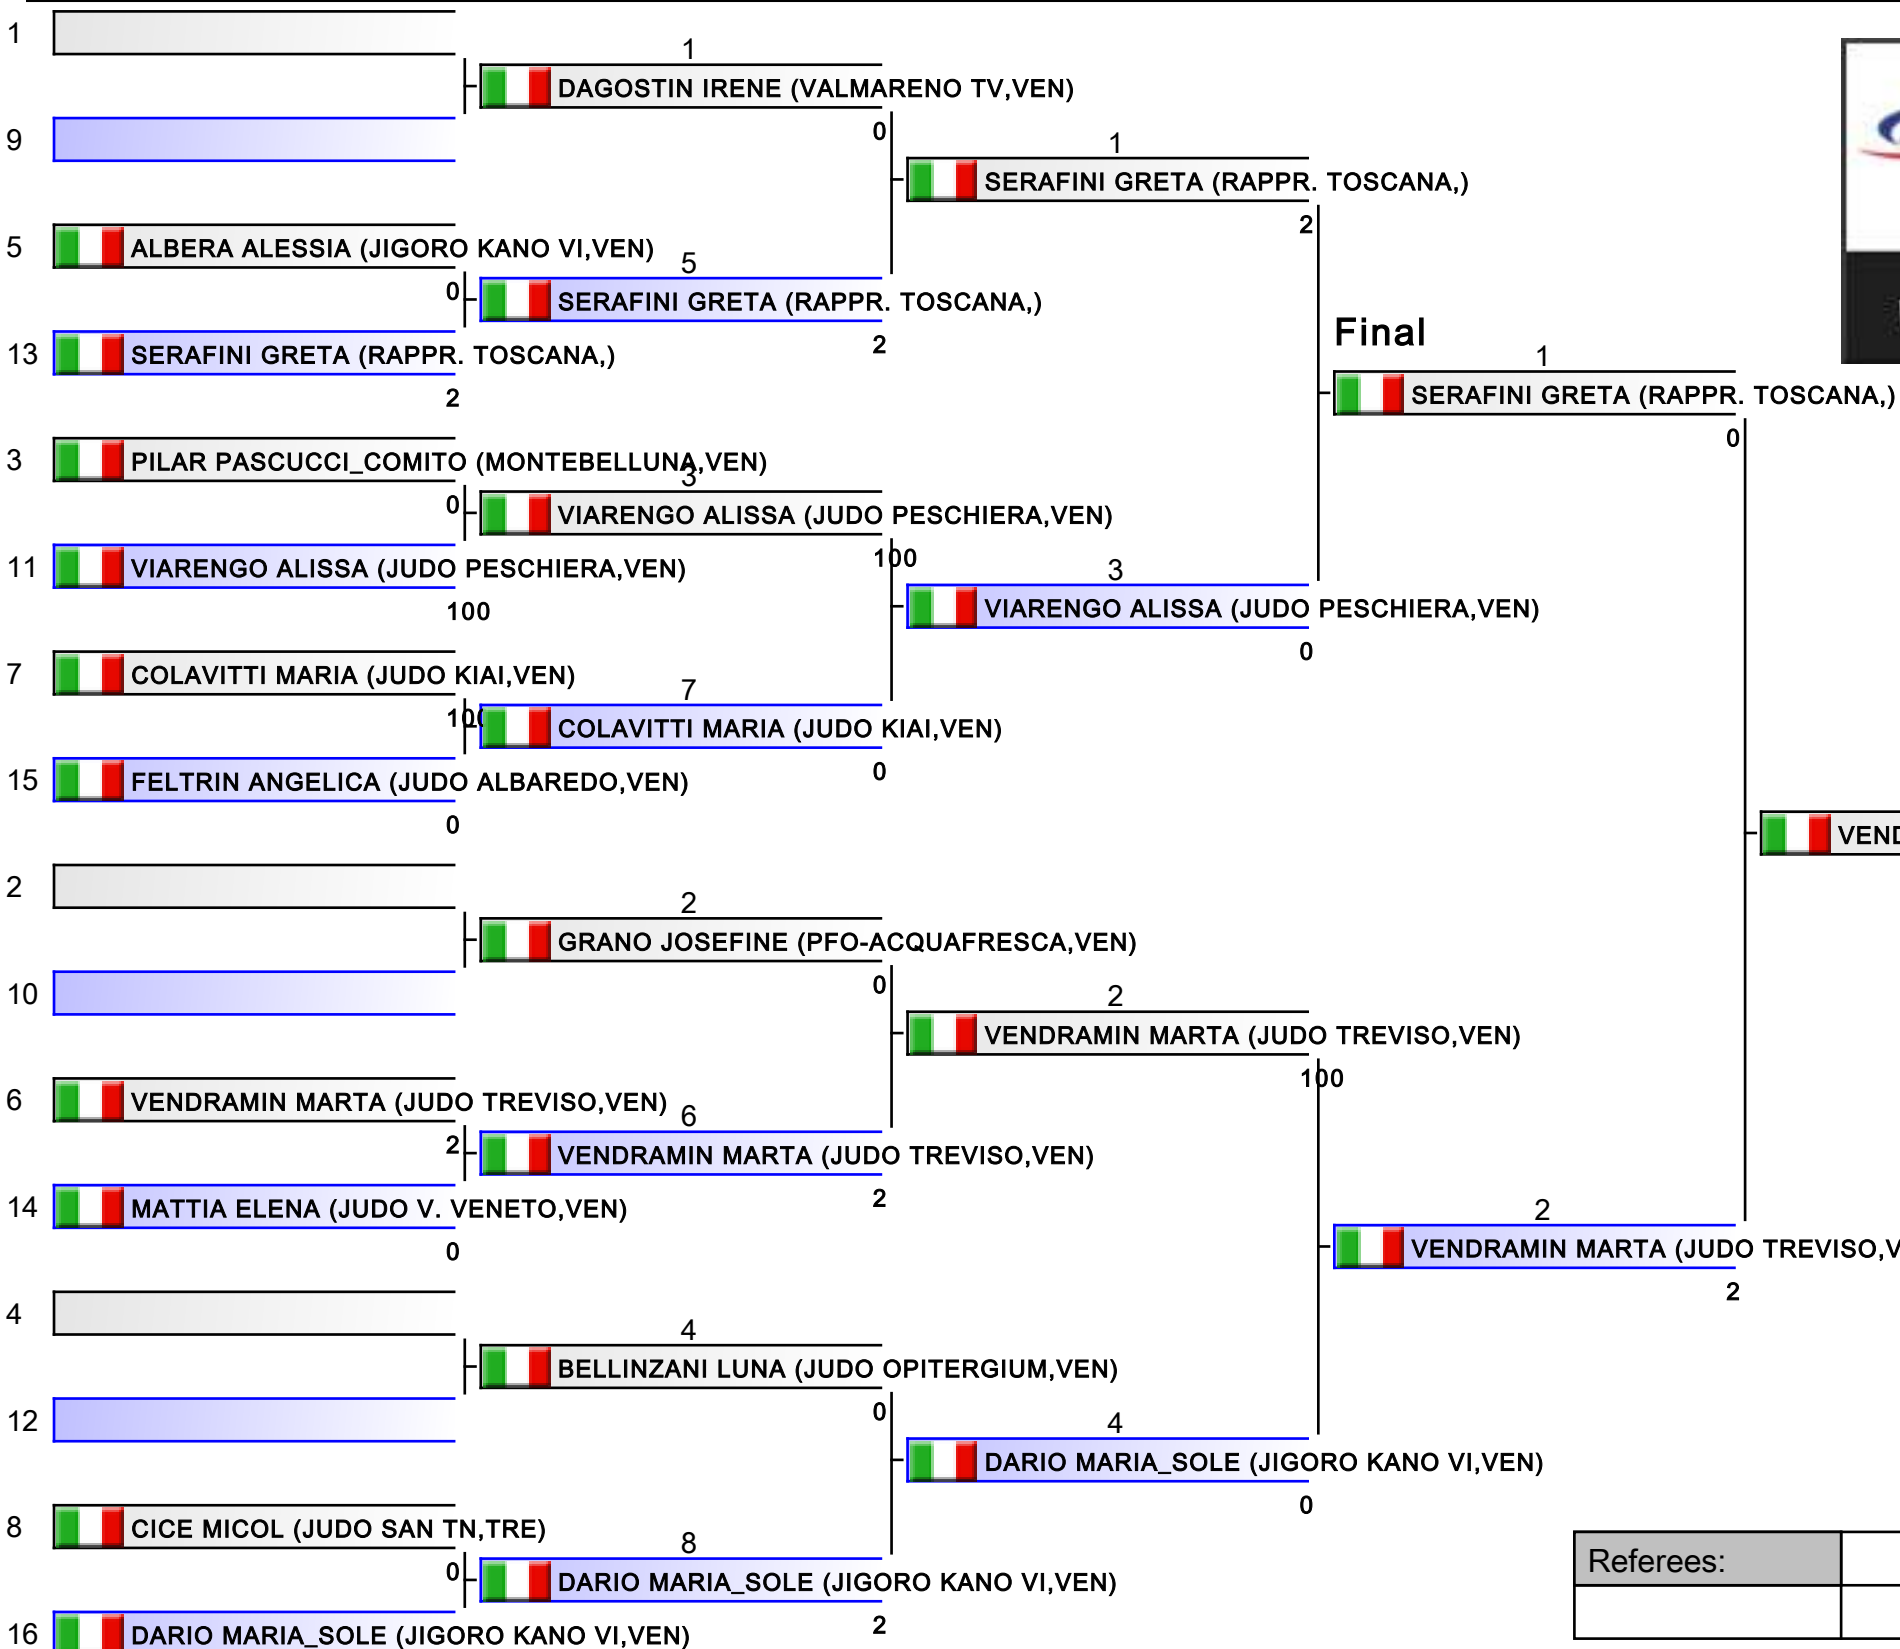 1
1
DAGOSTIN IRENE (VALMARENO TV,VEN)
0
9
1
SERAFINI GRETA (RAPPR. TOSCANA,)
2
5
ALBERA ALESSIA (JIGORO KANO VI,VEN)
0
5
SERAFINI GRETA (RAPPR. TOSCANA,)
2
13
SERAFINI GRETA (RAPPR. TOSCANA,)
2
Final
1
SERAFINI GRETA (RAPPR. TOSCANA,)
0
3
PILAR PASCUCCI_COMITO (MONTEBELLUNA,VEN)
0
3
VIARENGO ALISSA (JUDO PESCHIERA,VEN)
100
11
VIARENGO ALISSA (JUDO PESCHIERA,VEN)
100
3
VIARENGO ALISSA (JUDO PESCHIERA,VEN)
0
7
COLAVITTI MARIA (JUDO KIAI,VEN)
100
7
COLAVITTI MARIA (JUDO KIAI,VEN)
0
15
FELTRIN ANGELICA (JUDO ALBAREDO,VEN)
0
VEND
2
2
GRANO JOSEFINE (PFO-ACQUAFRESCA,VEN)
0
10
2
VENDRAMIN MARTA (JUDO TREVISO,VEN)
100
6
VENDRAMIN MARTA (JUDO TREVISO,VEN)
2
6
VENDRAMIN MARTA (JUDO TREVISO,VEN)
2
14
MATTIA ELENA (JUDO V. VENETO,VEN)
0
2
VENDRAMIN MARTA (JUDO TREVISO,V
2
4
4
BELLINZANI LUNA (JUDO OPITERGIUM,VEN)
0
12
4
DARIO MARIA_SOLE (JIGORO KANO VI,VEN)
0
8
CICE MICOL (JUDO SAN TN,TRE)
0
8
DARIO MARIA_SOLE (JIGORO KANO VI,VEN)
2
16
DARIO MARIA_SOLE (JIGORO KANO VI,VEN)
Referees: